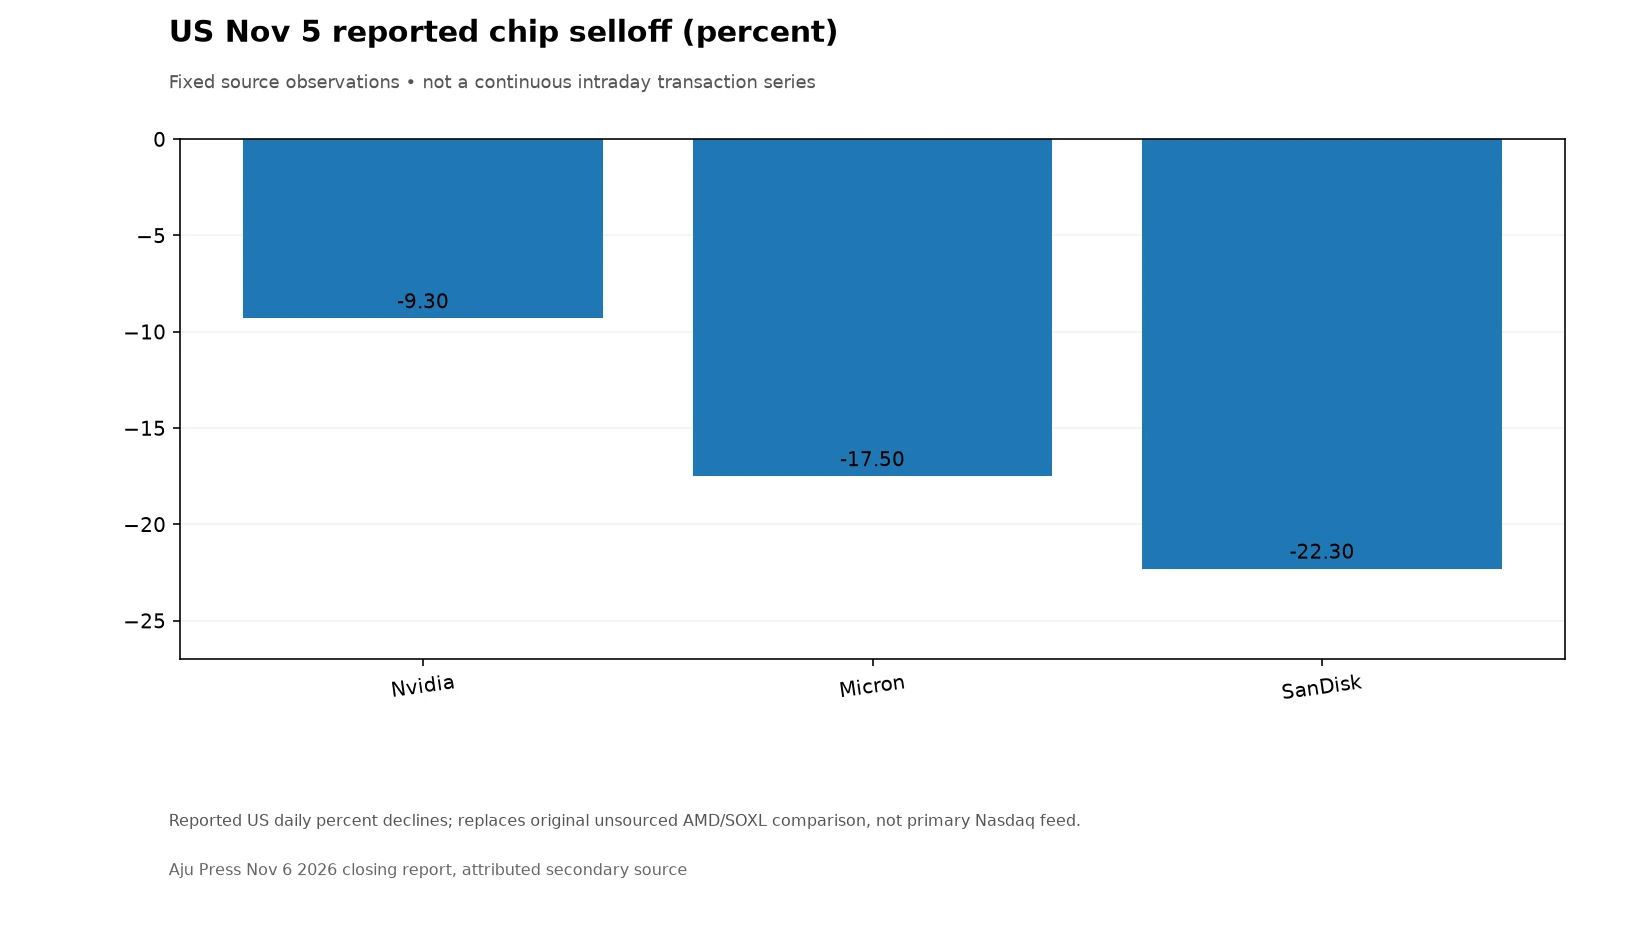 US Nov 5 reported chip selloff (percent)
Fixed source observations • not a continuous intraday transaction series
0
−5
−10
−15
−20
−25
-9.30
-17.50
-22.30
Nvidia
Micron
SanDisk
Reported US daily percent declines; replaces original unsourced AMD/SOXL comparison, not primary Nasdaq feed.
Aju Press Nov 6 2026 closing report, attributed secondary source